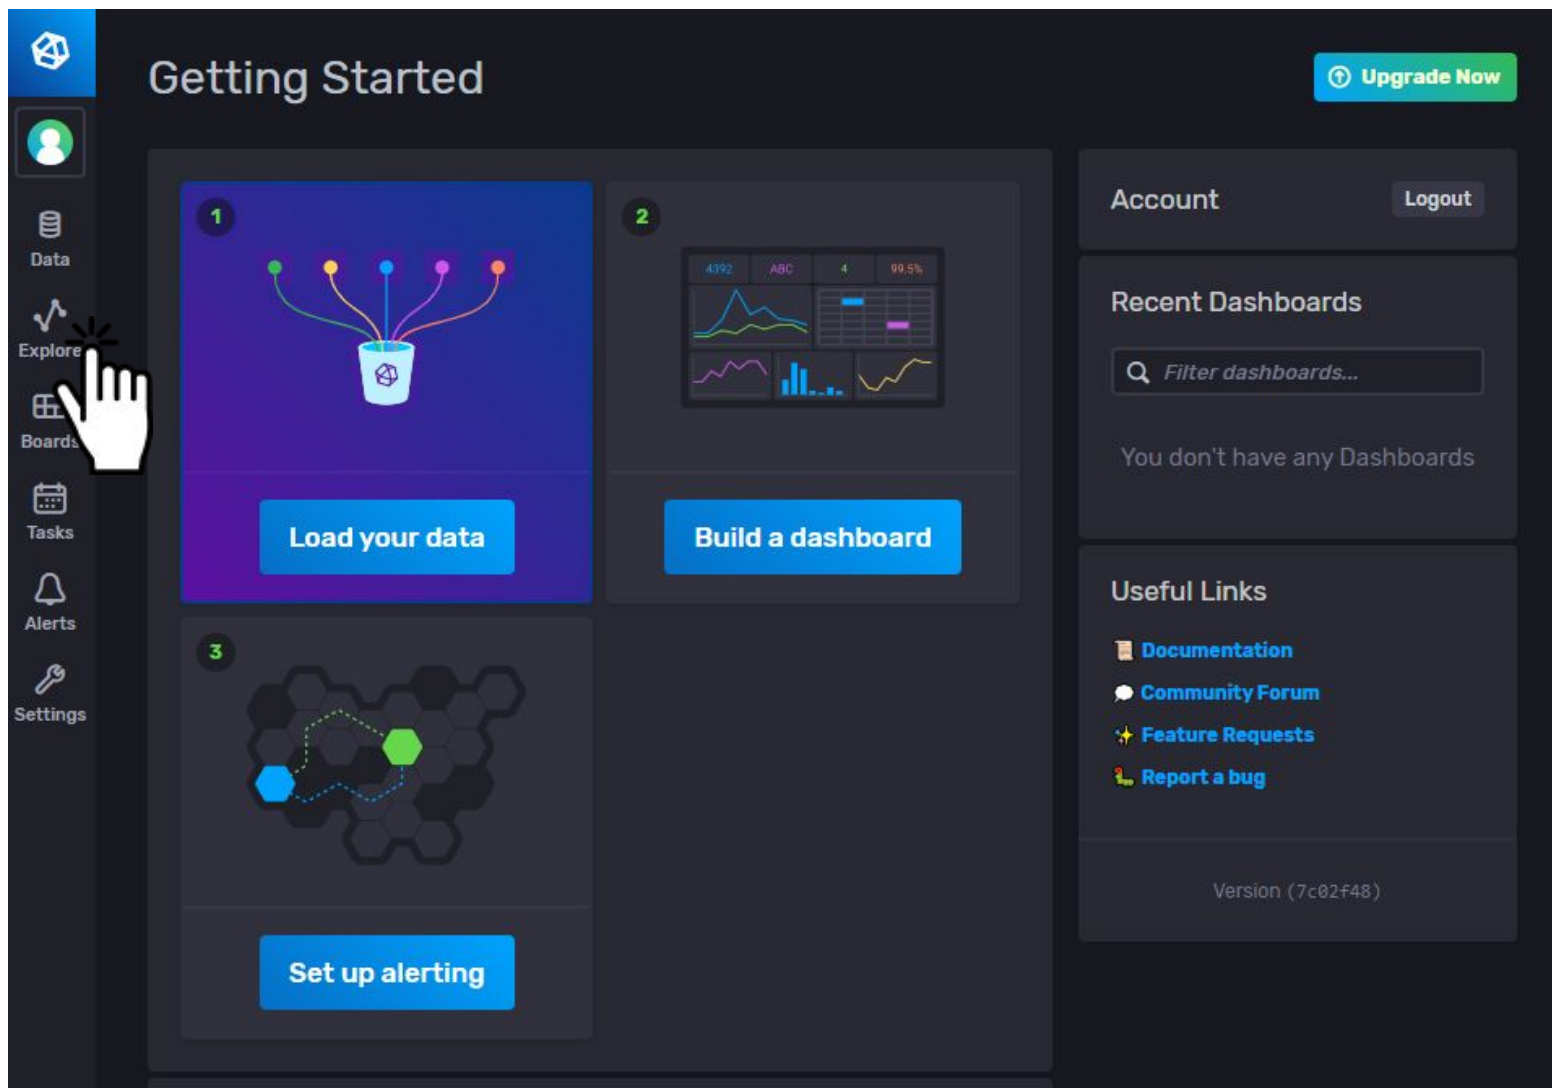 Getting Started
Upgrade Now
Data
Explore
Boards
Tasks
Alerts
Settings
1
Load your data
2
4392 ABC 4 99.5%
Build a dashboard
3
Set up alerting
Account
Logout
Recent Dashboards
Filter dashboards...
You don't have any Dashboards
Useful Links
Documentation
Community Forum
Feature Requests
Report a bug
Version (7c02f48)